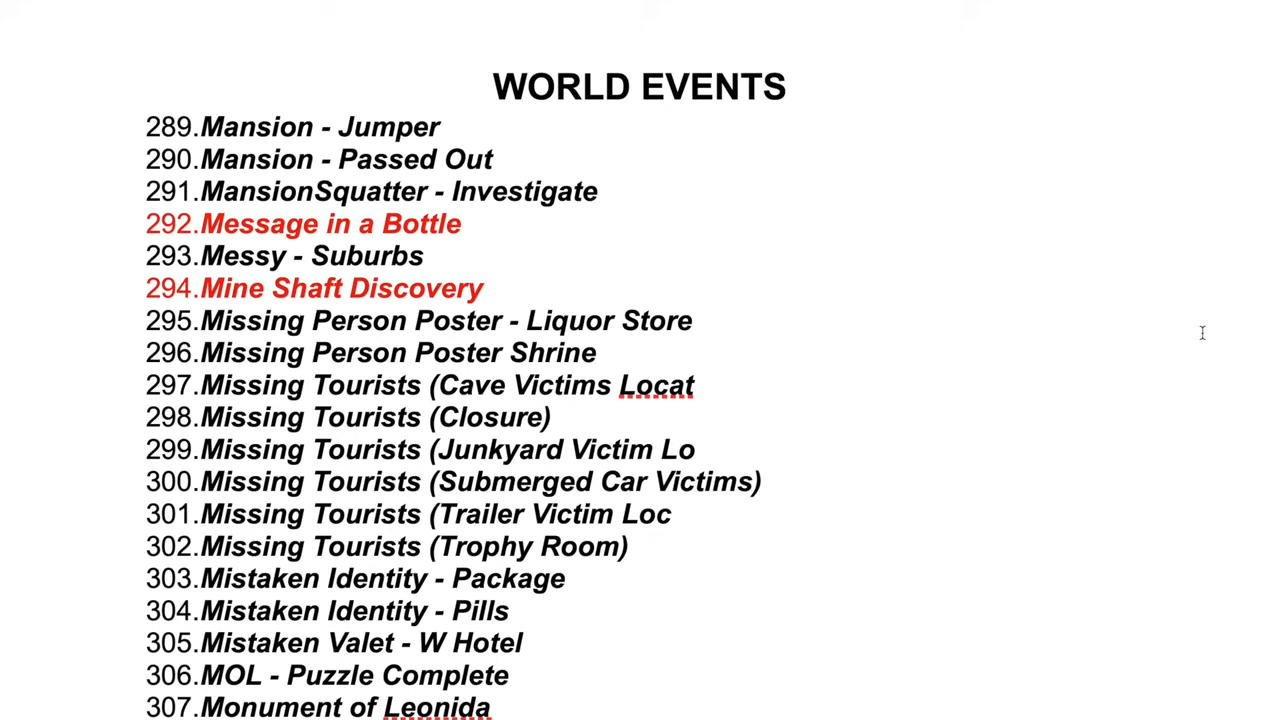 WORLD EVENTS
289.Mansion - Jumper
290.Mansion - Passed Out
291.MansionSquatter - Investigate
292.Message in a Bottle
293.Messy - Suburbs
294.Mine Shaft Discovery
295.Missing Person Poster - Liquor Store
296.Missing Person Poster Shrine
297.Missing Tourists (Cave Victims Locat
298.Missing Tourists (Closure)
299.Missing Tourists (Junkyard Victim Lo
300.Missing Tourists (Submerged Car Victims)
301.Missing Tourists (Trailer Victim Loc
302.Missing Tourists (Trophy Room)
303.Mistaken Identity - Package
304.Mistaken Identity - Pills
305.Mistaken Valet - W Hotel
306.MOL - Puzzle Complete
307.Monument of Leonida